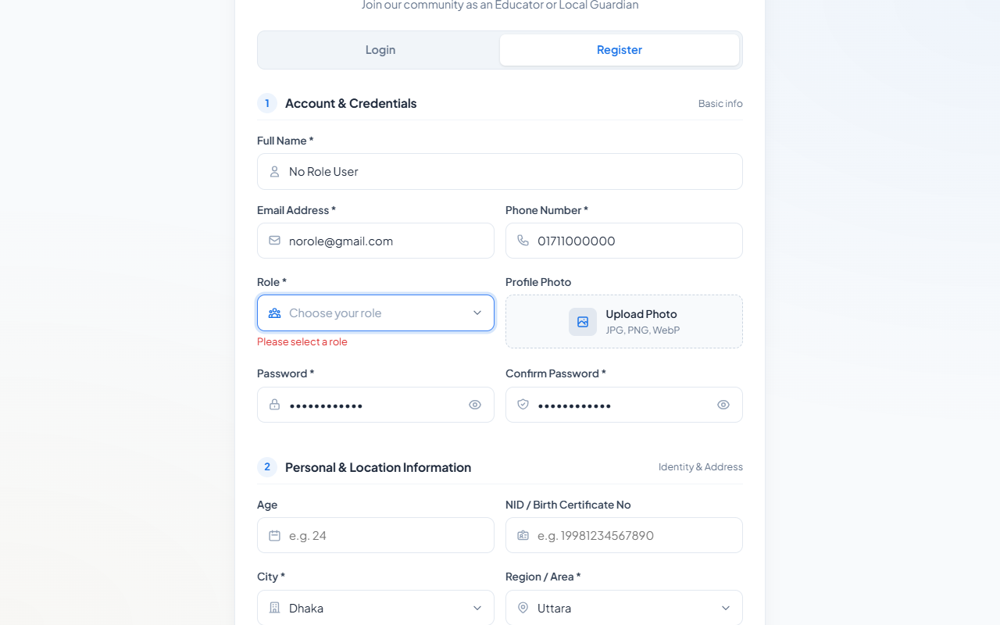 Join our community as an Educator or Local Guardian
Login
Register
1
Account & Credentials
Basic info
Full Name *
No Role User
Email Address *
Phone Number *
norole@gmail.com
01711000000
Role *
Profile Photo
Choose your role
Upload Photo
JPG, PNG, WebP
Please select a role
Password *
Confirm Password *
••••••••••••
••••••••••••
2
Personal & Location Information
Identity & Address
Age
NID / Birth Certificate No
e.g. 24
e.g. 19981234567890
City *
Region / Area *
Dhaka
Uttara